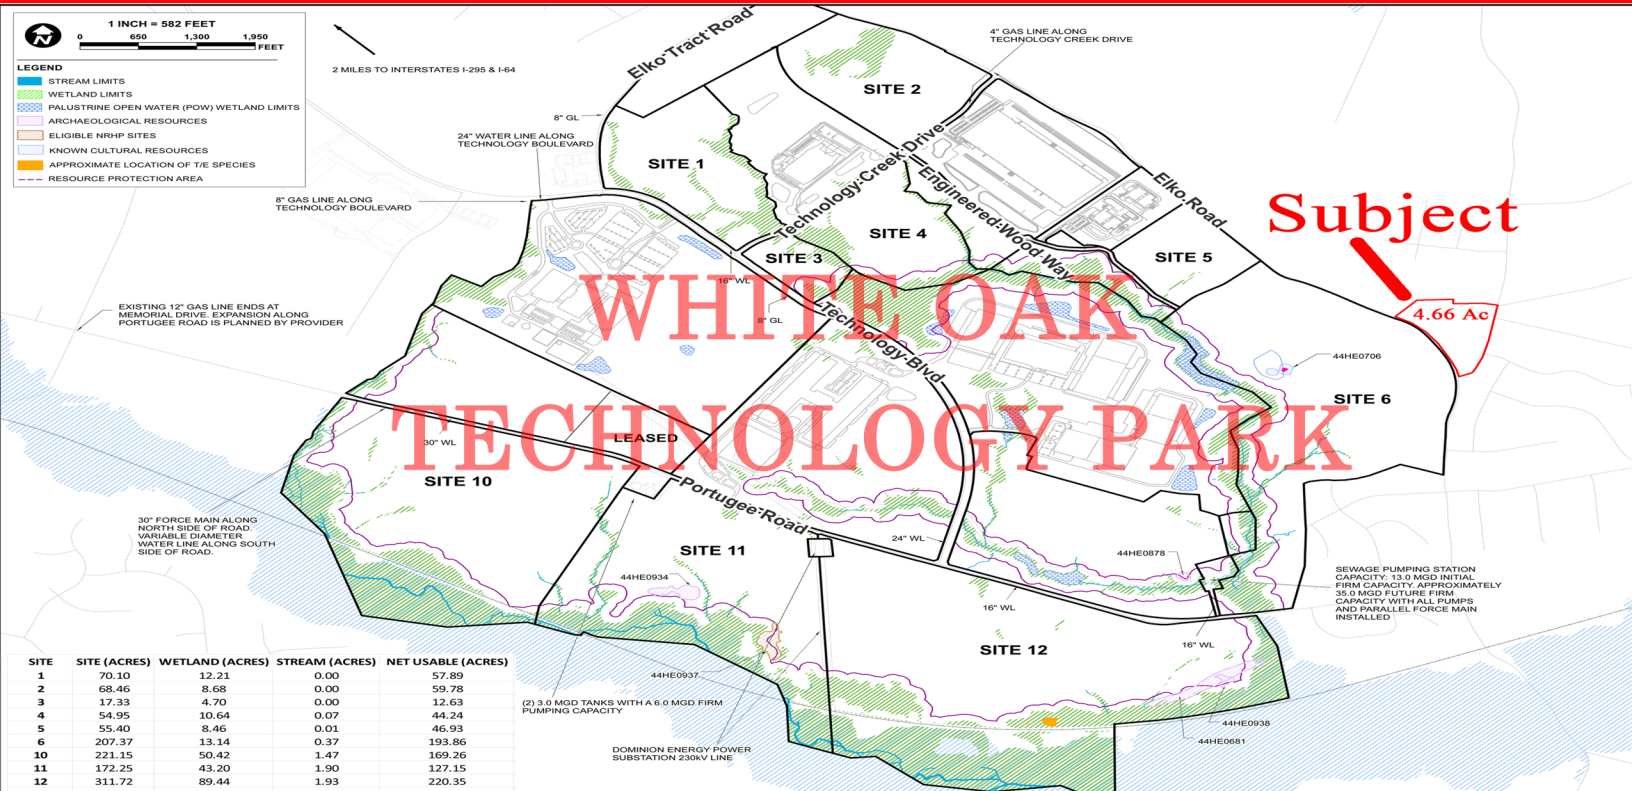 1 INCH = 582 FEET
0 650 1,300 1,950
FEET
N
LEGEND
STREAM LIMITS
WETLAND LIMITS
PALUSTRINE OPEN WATER (POW) WETLAND LIMITS
ARCHAEOLOGICAL RESOURCES
ELIGIBLE NRHP SITES
KNOWN CULTURAL RESOURCES
APPROXIMATE LOCATION OF T/E SPECIES
RESOURCE PROTECTION AREA
2 MILES TO INTERSTATES I-295 & I-64
Elko Tract Road
4" GAS LINE ALONG
TECHNOLOGY CREEK DRIVE
SITE 2
8" GL
24" WATER LINE ALONG
TECHNOLOGY BOULEVARD
SITE 1
Technology Creek Drive
Engineered Wood Way
Elko Road
8" GAS LINE ALONG
TECHNOLOGY BOULEVARD
Subject
SITE 4
SITE 3
SITE 5
16" WL
8" GL
WHITE OAK
TECHNOLOGY PARK
Technology Blvd
EXISTING 12" GAS LINE ENDS AT
MEMORIAL DRIVE. EXPANSION ALONG
PORTUGEE ROAD IS PLANNED BY PROVIDER
4.66 Ac
44HE0706
SITE 6
LEASED
30" WL
SITE 10
Portugee Road
30" FORCE MAIN ALONG
NORTH SIDE OF ROAD.
VARIABLE DIAMETER
WATER LINE ALONG SOUTH
SIDE OF ROAD.
24" WL
SITE 11
44HE0878
44HE0934
SEWAGE PUMPING STATION
CAPACITY: 13.0 MGD INITIAL
FIRM CAPACITY. APPROXIMATELY
35.0 MGD FUTURE FIRM
CAPACITY WITH ALL PUMPS
AND PARALLEL FORCE MAIN
INSTALLED
16" WL
16" WL
SITE 12
44HE0937
(2) 3.0 MGD TANKS WITH A 6.0 MGD FIRM
PUMPING CAPACITY
44HE0938
44HE0681
DOMINION ENERGY POWER
SUBSTATION 230kV LINE
SITE SITE (ACRES) WETLAND (ACRES) STREAM (ACRES) NET USABLE (ACRES)
1 70.10 12.21 0.00 57.89
2 68.46 8.68 0.00 59.78
3 17.33 4.70 0.00 12.63
4 54.95 10.64 0.07 44.24
5 55.40 8.46 0.01 46.93
6 207.37 13.14 0.37 193.86
10 221.15 50.42 1.47 169.26
11 172.25 43.20 1.90 127.15
12 311.72 89.44 1.93 220.35